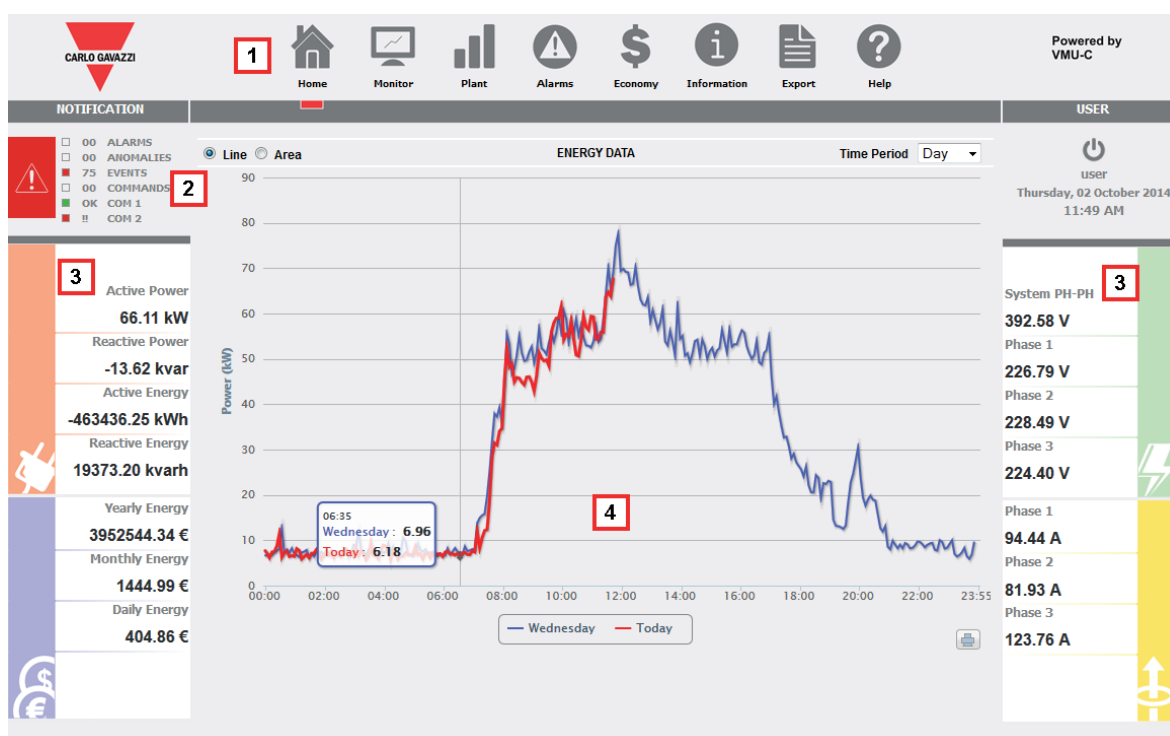 CARLO GAVAZZI
1
Home Monitor Plant Alarms Economy Information Export Help
Powered by
VMU-C
NOTIFICATION
00 ALARMS
00 ANOMALIES
75 EVENTS
00 COMMANDS
OK COM 1
!! COM 2
2
3
Active Power
66.11 kW
Reactive Power
-13.62 kvar
Active Energy
-463436.25 kWh
Reactive Energy
19373.20 kvarh
Yearly Energy
3952544.34 €
Monthly Energy
1444.99 €
Daily Energy
404.86 €
Line Area
ENERGY DATA
Time Period Day
Power (kW)
90
80
70
60
50
40
30
20
10
0
06:35
Wednesday : 6.96
Today : 6.18
4
00:00 02:00 04:00 06:00 08:00 10:00 12:00 14:00 16:00 18:00 20:00 22:00 23:55
Wednesday Today
USER
user
Thursday, 02 October 2014
11:49 AM
3
System PH-PH
392.58 V
Phase 1
226.79 V
Phase 2
228.49 V
Phase 3
224.40 V
Phase 1
94.44 A
Phase 2
81.93 A
Phase 3
123.76 A